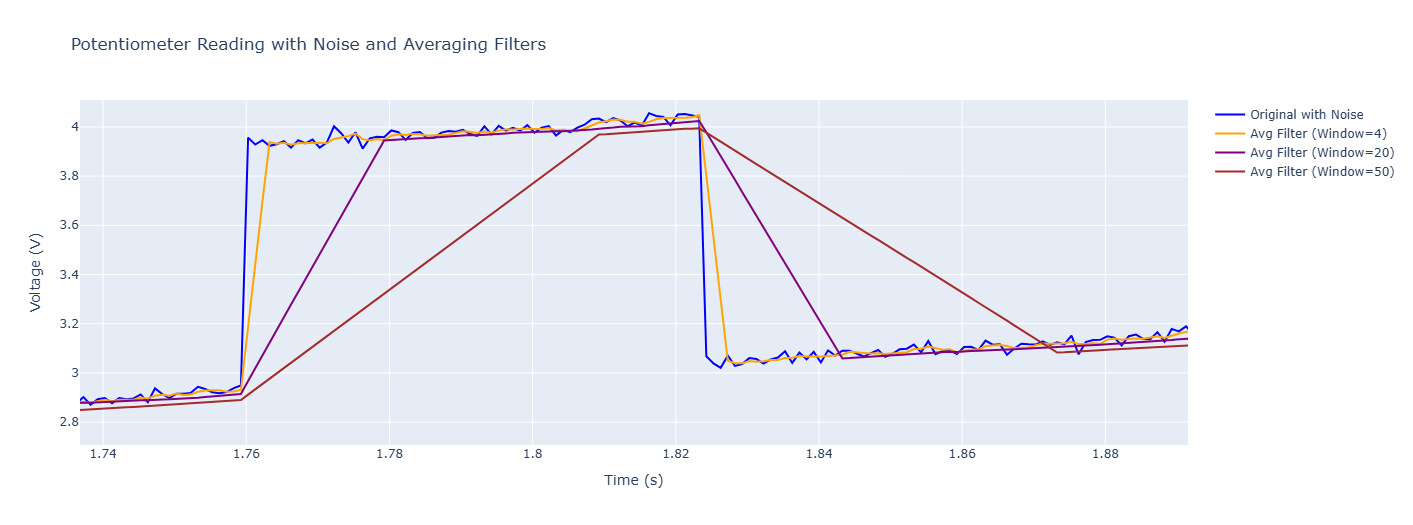 Potentiometer Reading with Noise and Averaging Filters
Original with Noise
Avg Filter (Window=4)
Avg Filter (Window=20)
Avg Filter (Window=50)
4
3.8
3.6
3.4
3.2
3
2.8
Voltage (V)
1.74 1.76 1.78 1.8 1.82 1.84 1.86 1.88
Time (s)